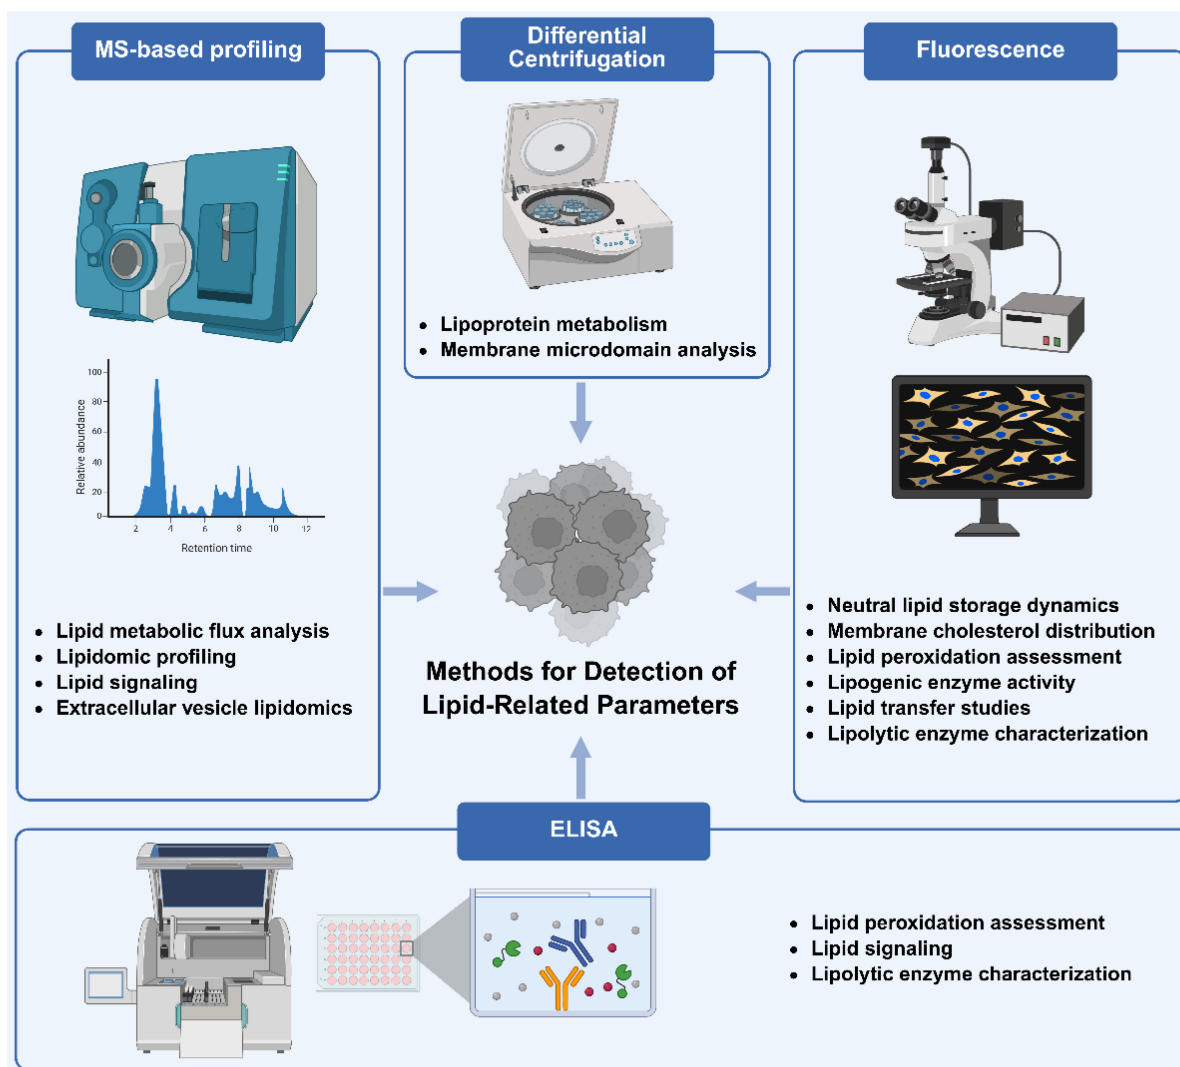 MS-based profiling
Relative abundance
100
80
60
40
20
0
2 4 6 8 10 12
Retention time
• Lipid metabolic flux analysis
• Lipidomic profiling
• Lipid signaling
• Extracellular vesicle lipidomics
Differential
Centrifugation
• Lipoprotein metabolism
• Membrane microdomain analysis
Fluorescence
• Neutral lipid storage dynamics
• Membrane cholesterol distribution
• Lipid peroxidation assessment
• Lipogenic enzyme activity
• Lipid transfer studies
• Lipolytic enzyme characterization
Methods for Detection of
Lipid-Related Parameters
ELISA
• Lipid peroxidation assessment
• Lipid signaling
• Lipolytic enzyme characterization